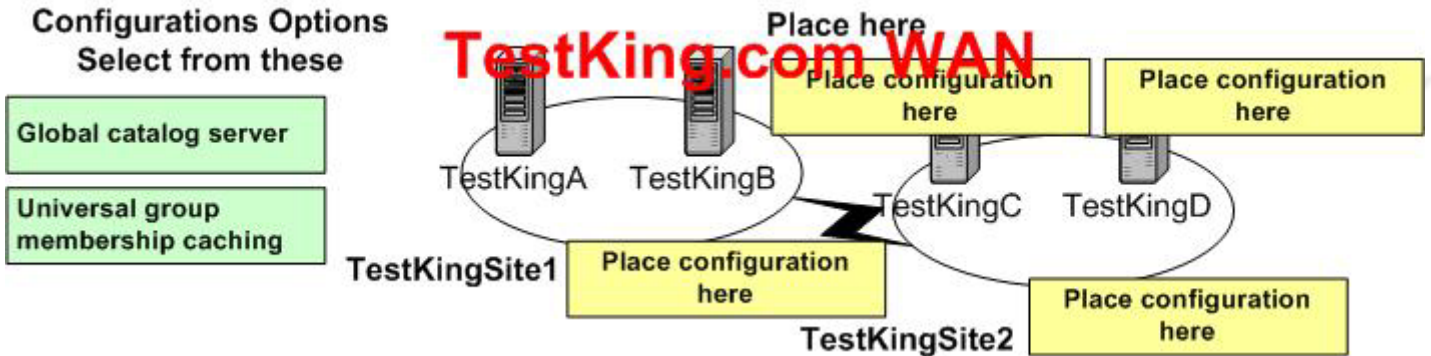 Configurations Options
Select from these
Global catalog server
Universal group
membership caching
Place here
TestKing.com WAN
Place configuration
here
Place configuration
here
TestKingA
TestKingB
TestKingC
TestKingD
TestKingSite1
Place configuration
here
Place configuration
here
TestKingSite2